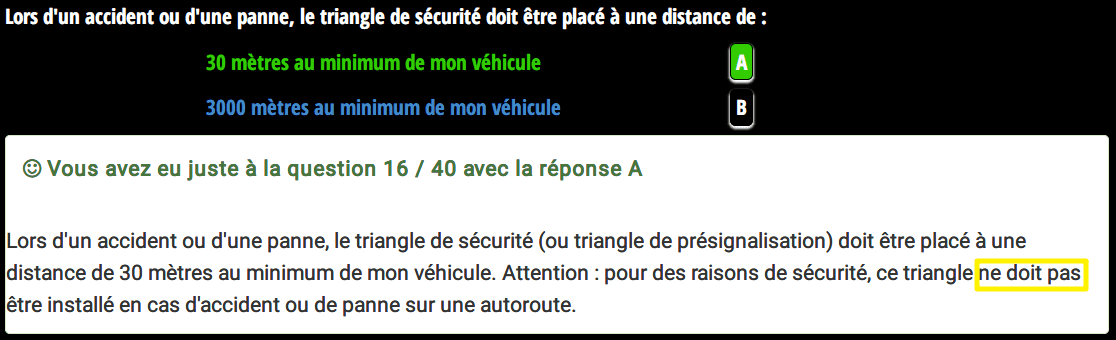 Lors d'un accident ou d'une panne, le triangle de sécurité doit être placé à une distance de :
30 mètres au minimum de mon véhicule A
3000 mètres au minimum de mon véhicule B
Vous avez eu juste à la question 16 / 40 avec la réponse A
Lors d'un accident ou d'une panne, le triangle de sécurité (ou triangle de présignalisation) doit être placé à une
distance de 30 mètres au minimum de mon véhicule. Attention : pour des raisons de sécurité, ce triangle ne doit pas
être installé en cas d'accident ou de panne sur une autoroute.